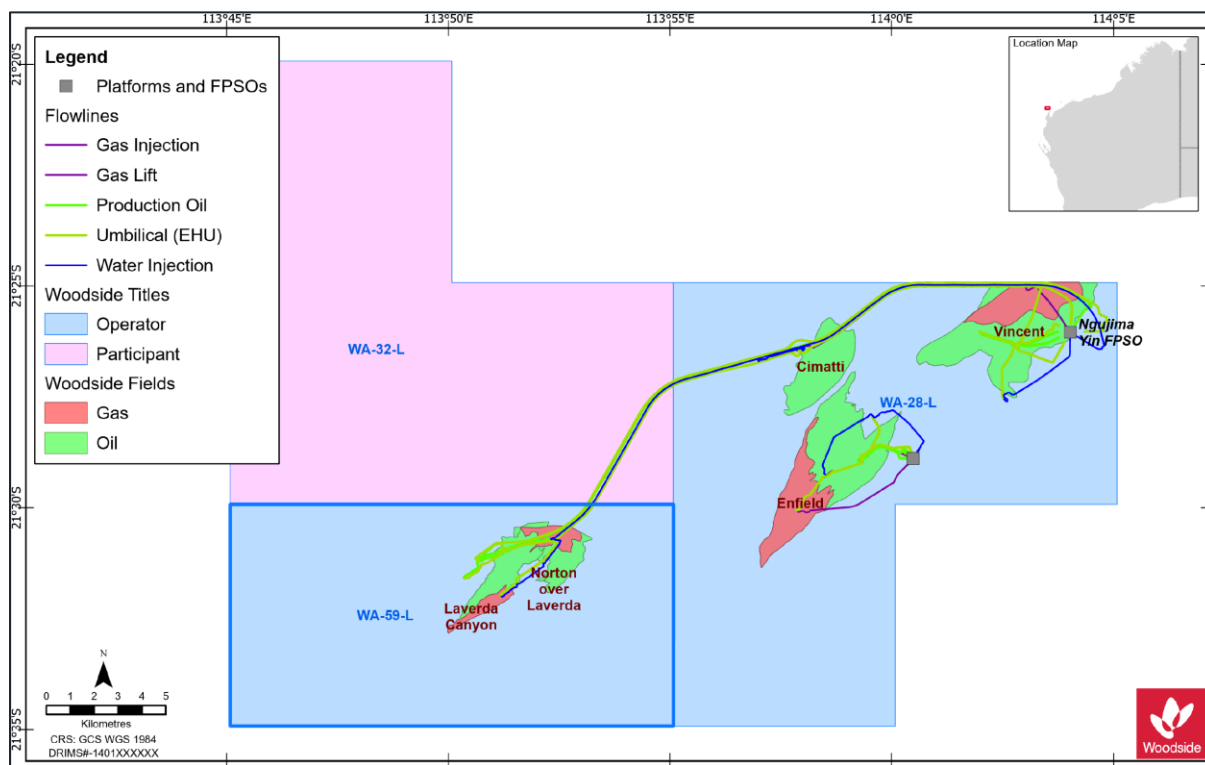 113°45'E
113°50'E
113°55'E
114°0'E
114°5'E
21°20'S
21°25'S
21°30'S
21°35'S
Legend
Platforms and FPSOs
Flowlines
Gas Injection
Gas Lift
Production Oil
Umbilical (EHU)
Water Injection
Woodside Titles
Operator
Participant
Woodside Fields
Gas
Oil
Location Map
WA-32-L
Vincent
Ngujima
Yin FPSO
Cimatti
WA-28-L
Enfield
Norton
over
Laverda
Laverda
Canyon
WA-59-L
N
0 1 2 3 4 5
Kilometres
CRS: GCS WGS 1984
DRIMS#-1401XXXXXX
Woodside